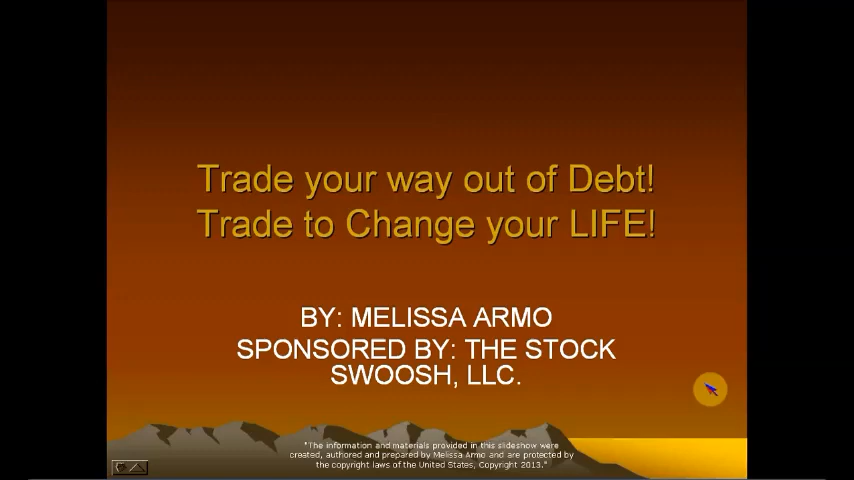 Trade your way out of Debt!
Trade to Change your LIFE!
BY: MELISSA ARMO
SPONSORED BY: THE STOCK
SWOOSH, LLC.
"The information and materials provided in this slideshow were
created, authored and prepared by Melissa Armo and are protected by
the copyright laws of the United States, Copyright 2013."